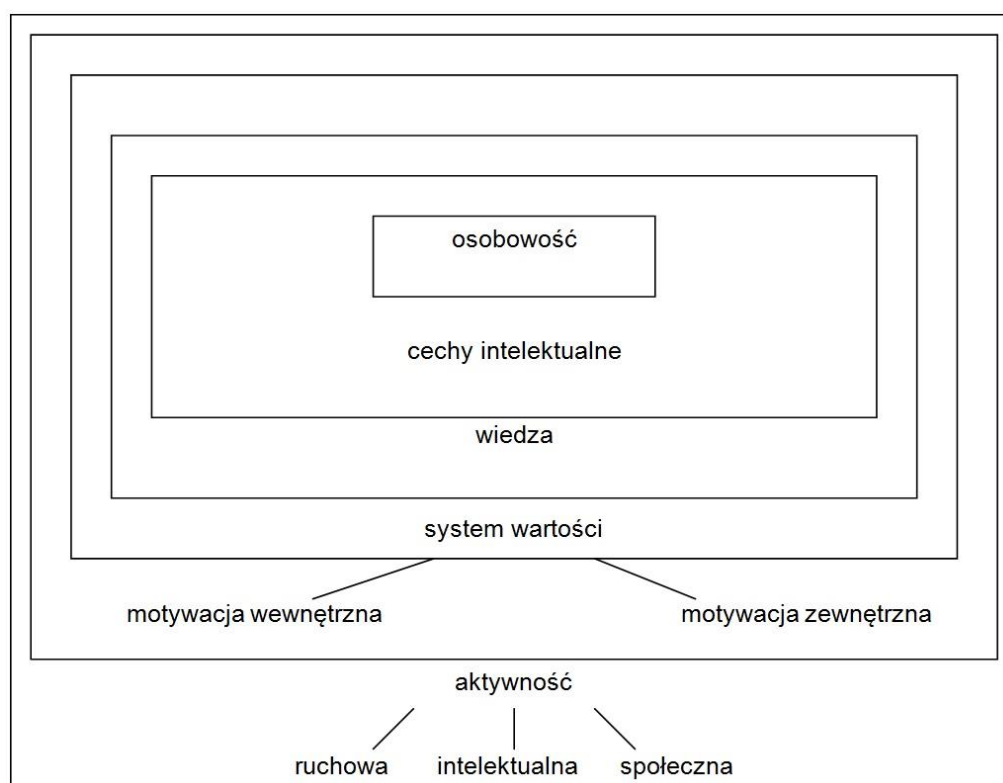 osobowość
cechy intelektualne
wiedza
system wartości
motywacja wewnętrzna motywacja zewnętrzna
aktywność
ruchowa intelektualna społeczna